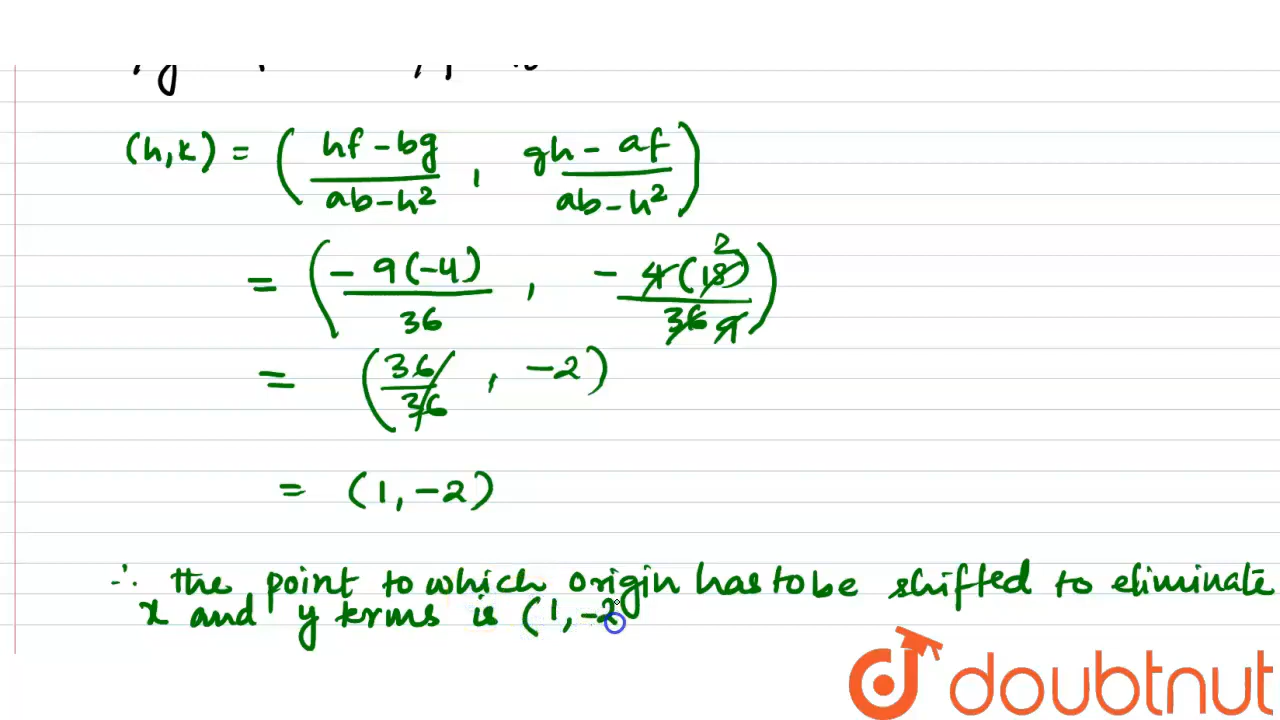 (h,k) = ( hf - bg / ab - h² , gh - af / ab - h² )
= ( - 9(-4) / 36 , - 4(18) 2 / 36 9 )
= ( 36 / 36 , -2 )
= (1, -2)
∴ the point to which origin has to be shifted to eliminate
x and y terms is (1, -2
doubtnut